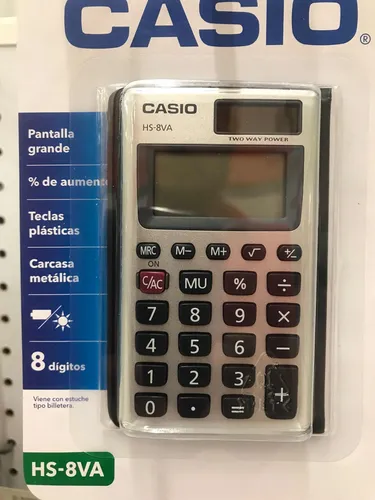 CASIO®
CASIO
HS-8VA
TWO WAY POWER
Pantalla
grande
% de aument
Teclas
plásticas
Carcasa
metálica
8 dígitos
Viene con estuche
tipo billetera.
HS-8VA
MRC M− M+ √ +/−
ON
C/AC MU % ÷
7 8 9 ×
4 5 6 −
1 2 3 +
0 . =